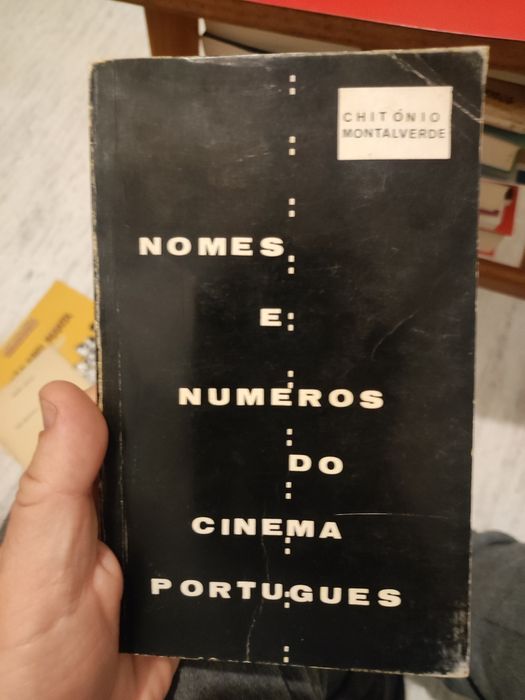 CHITÓNIO
MONTALVERDE
NOMES
E
NUMEROS
DO
CINEMA
PORTUGUES